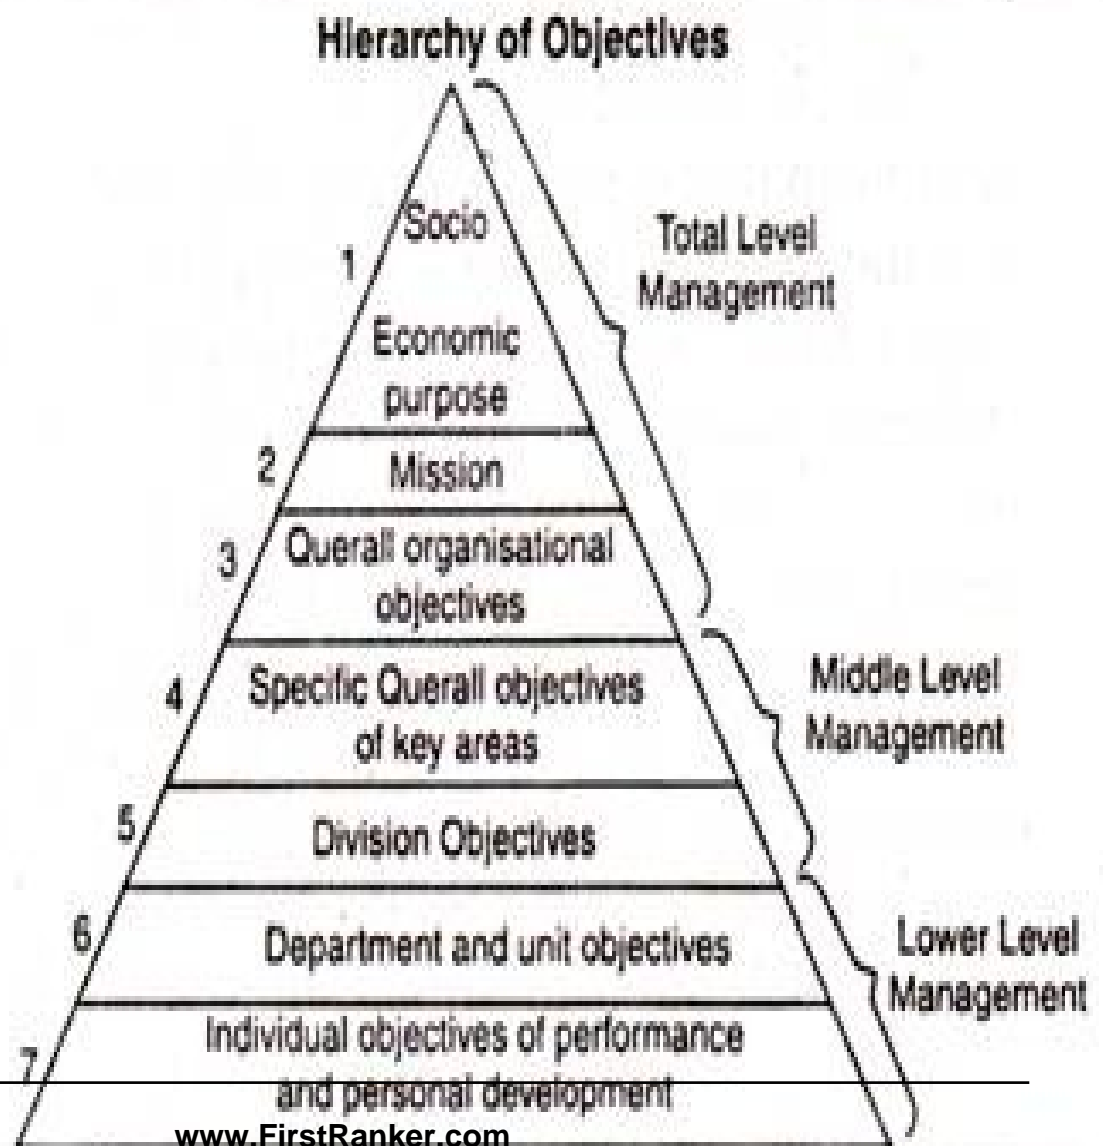 Hierarchy of Objectives
Socio
1
Total Level
Management
Economic
purpose
2
Mission
3
Querall organisational
objectives
4
Specific Querall objectives
of key areas
Middle Level
Management
5
Division Objectives
6
Department and unit objectives
Lower Level
Management
7
Individual objectives of performance
and personal development
www.FirstRanker.com